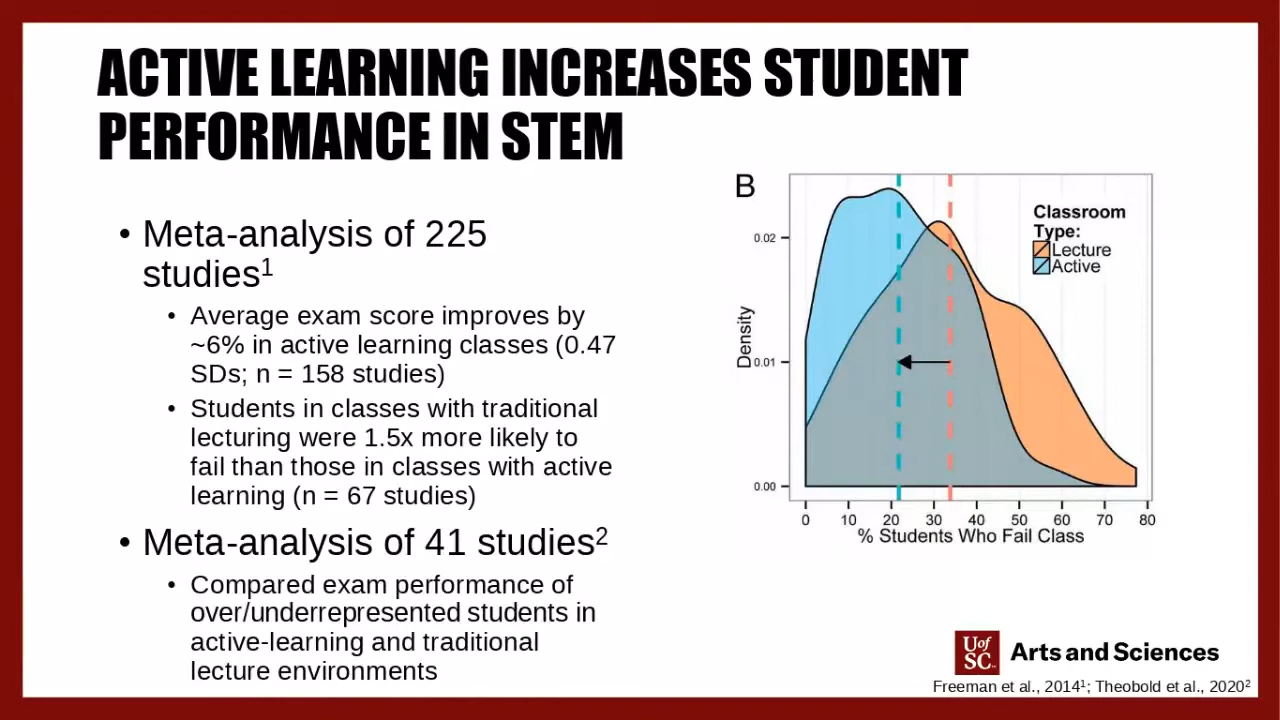 ACTIVE LEARNING INCREASES STUDENT
PERFORMANCE IN STEM
• Meta-analysis of 225
studies¹
• Average exam score improves by
~6% in active learning classes (0.47
SDs; n = 158 studies)
• Students in classes with traditional
lecturing were 1.5x more likely to
fail than those in classes with active
learning (n = 67 studies)
• Meta-analysis of 41 studies²
• Compared exam performance of
over/underrepresented students in
active-learning and traditional
lecture environments
B
Classroom
Type:
Lecture
Active
Density
0.02
0.01
0.00
0 10 20 30 40 50 60 70 80
% Students Who Fail Class
UofSC
Arts and Sciences
Freeman et al., 2014¹; Theobold et al., 2020²